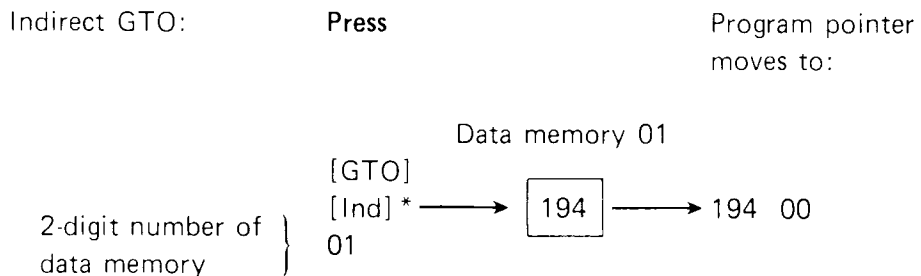 Indirect GTO: Press Program pointer
moves to:
Data memory 01
[GTO]
[Ind] * 194 194 00
2-digit number of
data memory
01